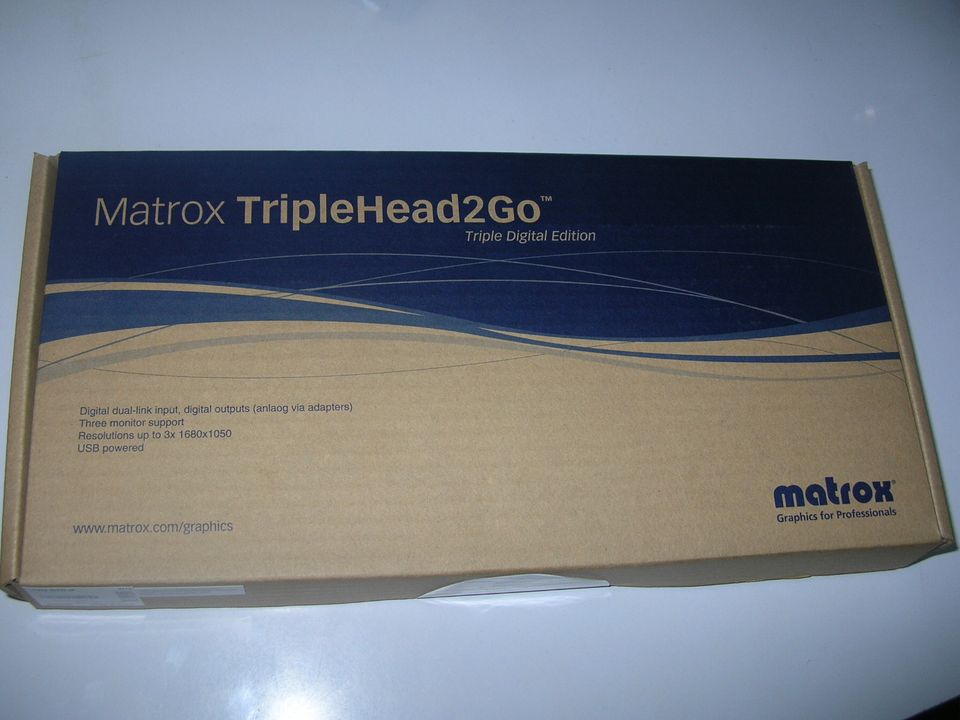 Matrox TripleHead2Go™
Triple Digital Edition
Digital dual-link input, digital outputs (anlaog via adapters)
Three monitor support
Resolutions up to 3x 1680x1050
USB powered
www.matrox.com/graphics
matrox®
Graphics for Professionals